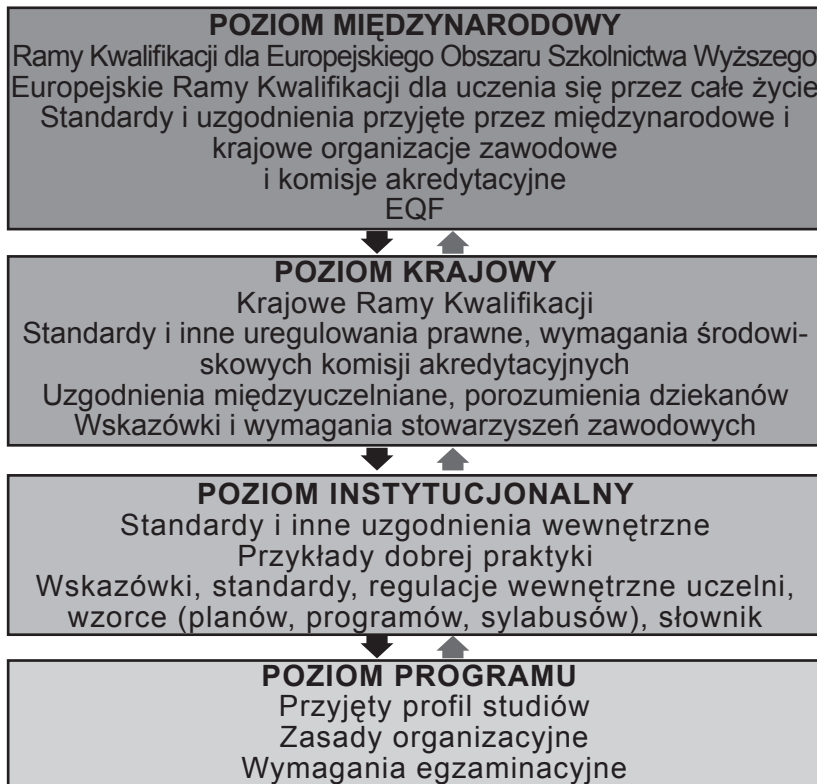 POZIOM MIĘDZYNARODOWY
Ramy Kwalifikacji dla Europejskiego Obszaru Szkolnictwa Wyższego
Europejskie Ramy Kwalifikacji dla uczenia się przez całe życie
Standardy i uzgodnienia przyjęte przez międzynarodowe i
krajowe organizacje zawodowe
i komisje akredytacyjne
EQF
POZIOM KRAJOWY
Krajowe Ramy Kwalifikacji
Standardy i inne uregulowania prawne, wymagania środowi-
skowych komisji akredytacyjnych
Uzgodnienia międzyuczelniane, porozumienia dziekanów
Wskazówki i wymagania stowarzyszeń zawodowych
POZIOM INSTYTUCJONALNY
Standardy i inne uzgodnienia wewnętrzne
Przykłady dobrej praktyki
Wskazówki, standardy, regulacje wewnętrzne uczelni,
wzorce (planów, programów, sylabusów), słownik
POZIOM PROGRAMU
Przyjęty profil studiów
Zasady organizacyjne
Wymagania egzaminacyjne